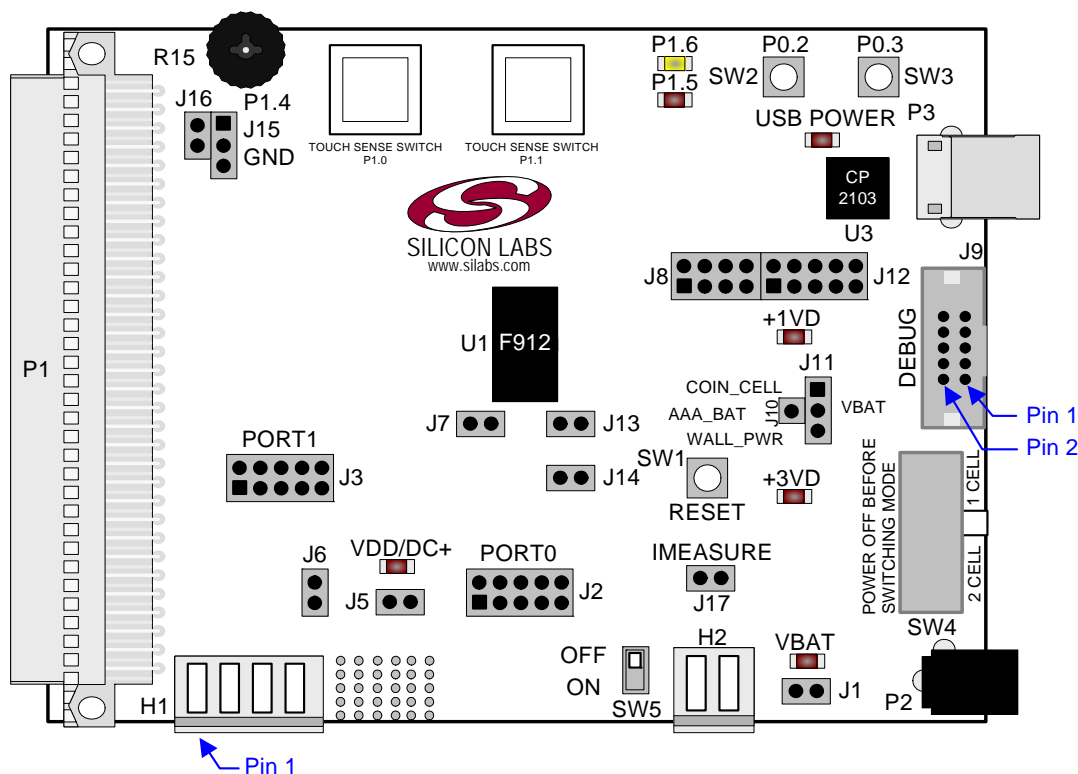 R15
P1.6
P0.2
P0.3
SW2
SW3
P1.5
J16
P1.4
J15
GND
USB POWER
P3
TOUCH SENSE SWITCH
P1.0
TOUCH SENSE SWITCH
P1.1
CP
2103
U3
SILICON LABS
www.silabs.com
J9
J8
J12
+1VD
U1
F912
P1
DEBUG
J11
COIN_CELL
J10
AAA_BAT
VBAT
WALL_PWR
Pin 1
Pin 2
J7
J13
PORT1
J3
J14
SW1
RESET
+3VD
POWER OFF BEFORE
SWITCHING MODE
1 CELL
2 CELL
SW4
J6
VDD/DC+
J5
PORT0
J2
IMEASURE
J17
H1
Pin 1
OFF
ON
SW5
H2
VBAT
J1
P2